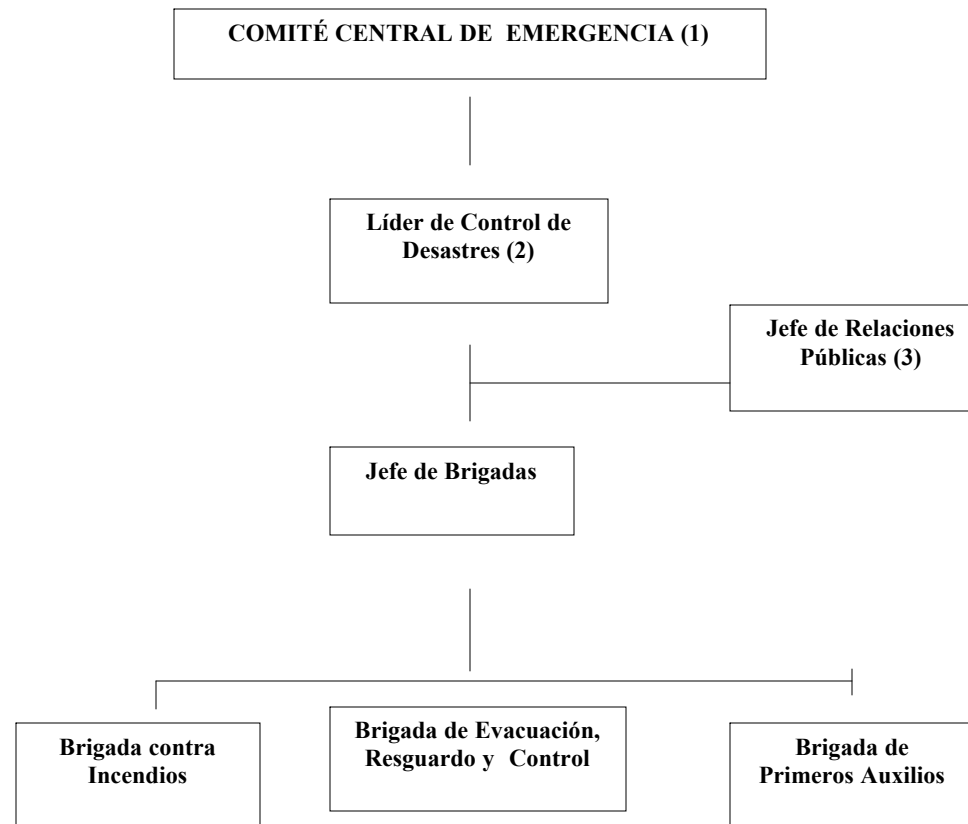 COMITÉ CENTRAL DE EMERGENCIA (1)
Líder de Control de
Desastres (2)
Jefe de Relaciones
Públicas (3)
Jefe de Brigadas
Brigada contra
Incendios
Brigada de Evacuación,
Resguardo y Control
Brigada de
Primeros Auxilios